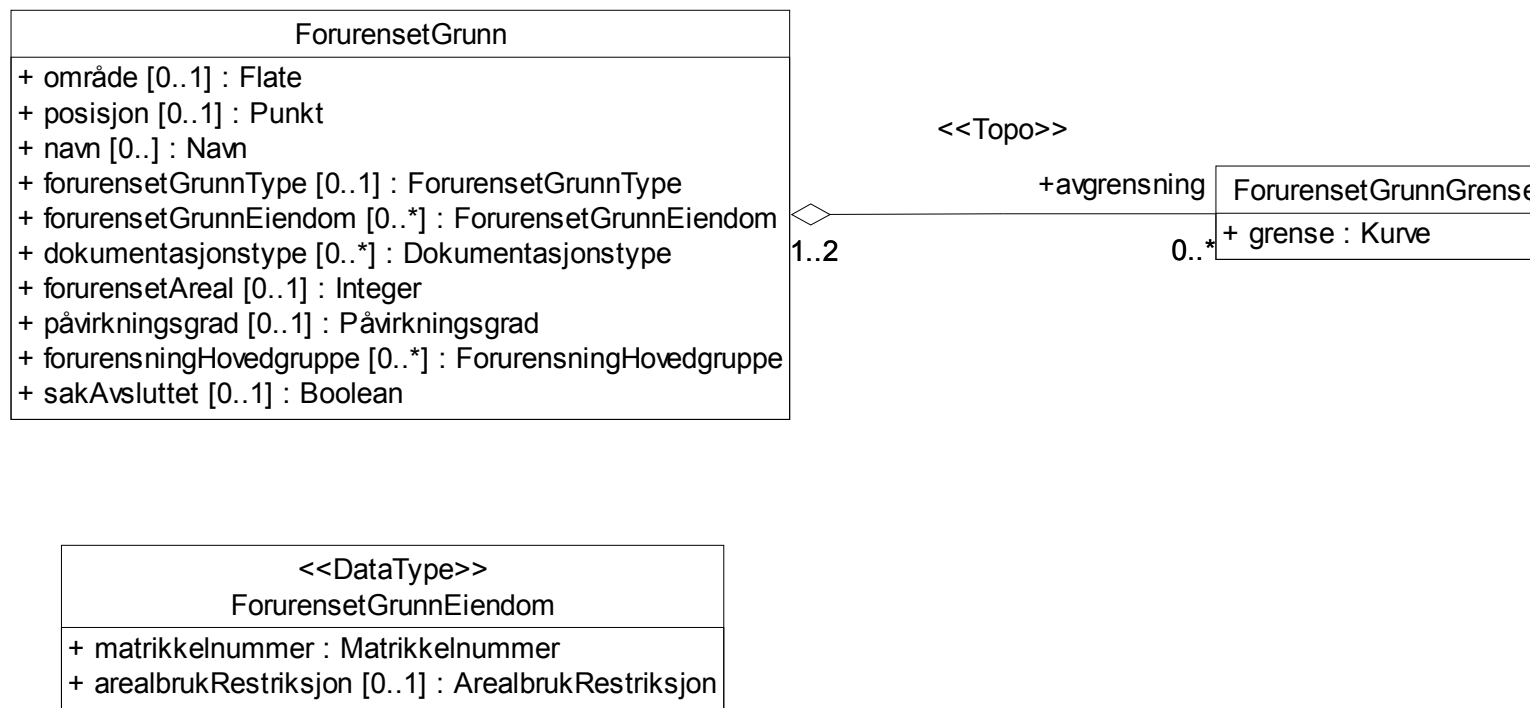 ForurensetGrunn
+ område [0..1] : Flate
+ posisjon [0..1] : Punkt
+ navn [0..] : Navn
+ forurensetGrunnType [0..1] : ForurensetGrunnType
+ forurensetGrunnEiendom [0..*] : ForurensetGrunnEiendom
+ dokumentasjonstype [0..*] : Dokumentasjonstype
+ forurensetAreal [0..1] : Integer
+ påvirkningsgrad [0..1] : Påvirkningsgrad
+ forurensningHovedgruppe [0..*] : ForurensningHovedgruppe
+ sakAvsluttet [0..1] : Boolean
<<Topo>>
+avgrensning
1..2
0..*
ForurensetGrunnGrense
+ grense : Kurve
<<DataType>>
ForurensetGrunnEiendom
+ matrikkelnummer : Matrikkelnummer
+ arealbrukRestriksjon [0..1] : ArealbrukRestriksjon